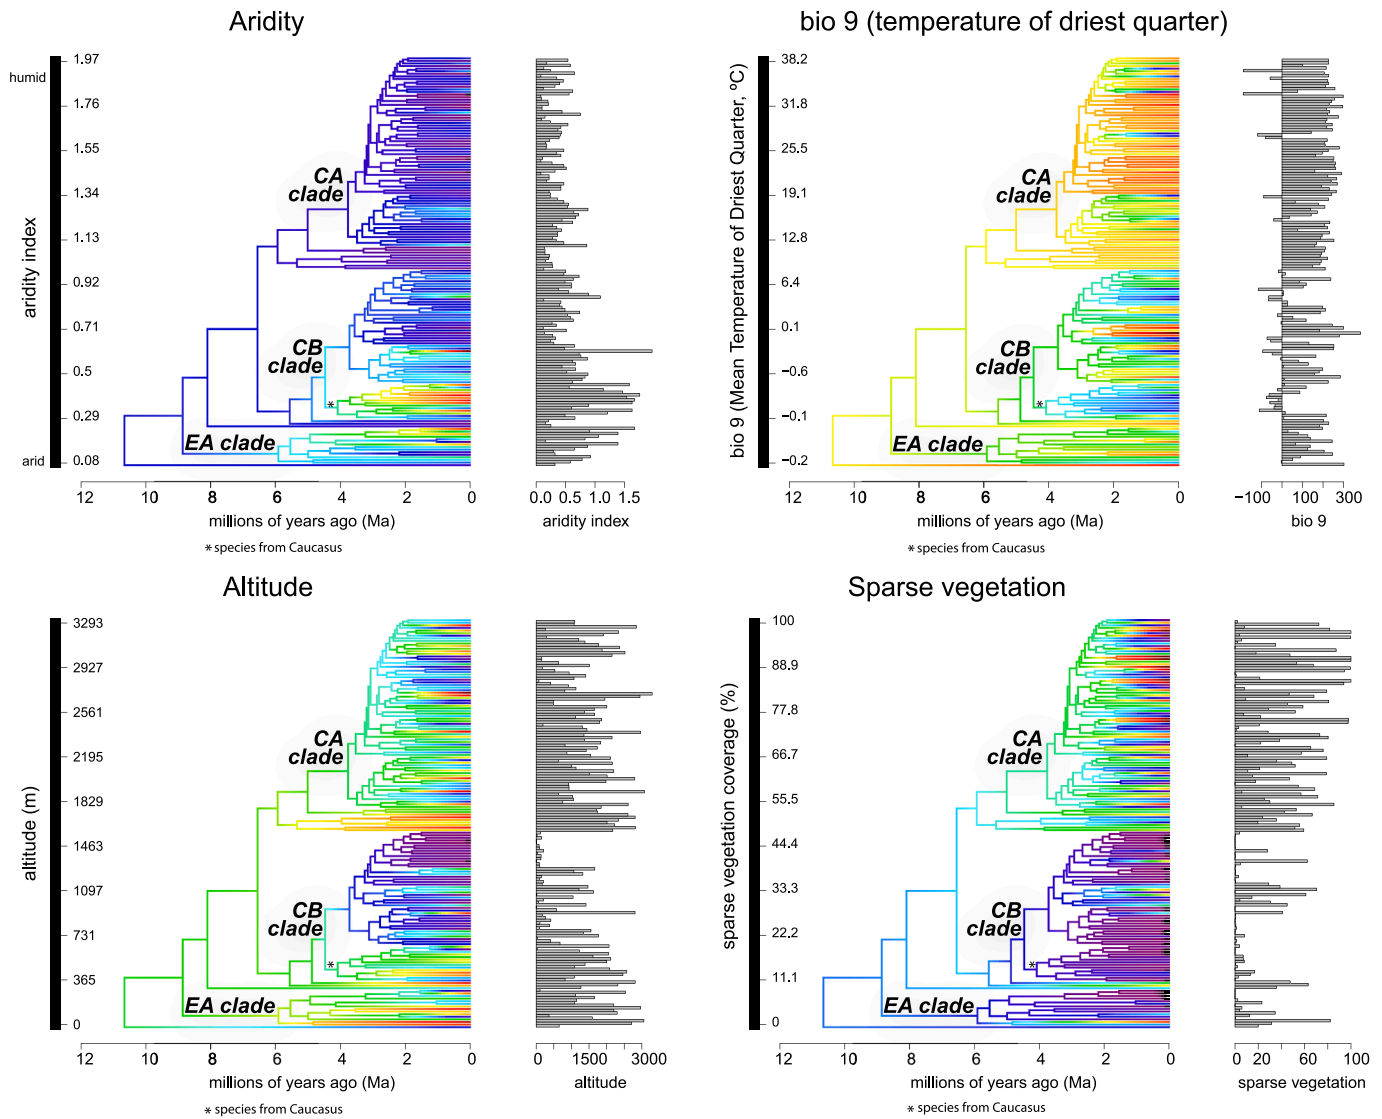 Aridity
humid
arid
aridity index
1.97
1.76
1.55
1.34
1.13
0.92
0.71
0.5
0.29
0.08
CA
clade
CB
clade
*
EA clade
12 10 8 6 4 2 0
millions of years ago (Ma)
* species from Caucasus
0.0 0.5 1.0 1.5
aridity index
bio 9 (temperature of driest quarter)
bio 9 (Mean Temperature of Driest Quarter, ºC)
38.2
31.8
25.5
19.1
12.8
6.4
0.1
−0.6
−0.1
−0.2
CA
clade
CB
clade
*
EA clade
12 10 8 6 4 2 0
millions of years ago (Ma)
* species from Caucasus
−100 100 300
bio 9
Altitude
altitude (m)
3293
2927
2561
2195
1829
1463
1097
731
365
0
CA
clade
CB
clade
*
EA clade
12 10 8 6 4 2 0
millions of years ago (Ma)
* species from Caucasus
0 1500 3000
altitude
Sparse vegetation
sparse vegetation coverage (%)
100
88.9
77.8
66.7
55.5
44.4
33.3
22.2
11.1
0
CA
clade
CB
clade
*
EA clade
12 10 8 6 4 2 0
millions of years ago (Ma)
* species from Caucasus
0 20 60 100
sparse vegetation